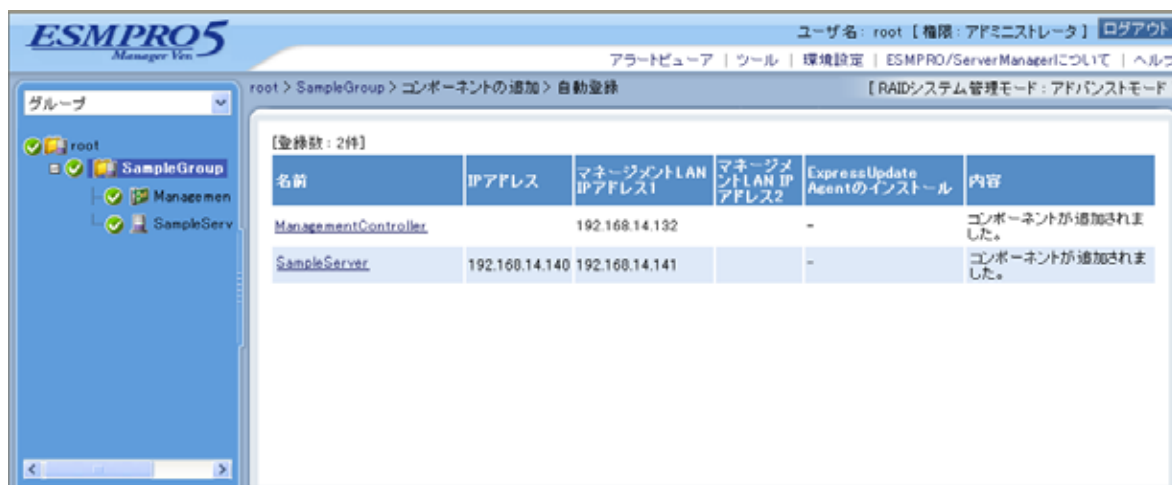 ESMPRO5
Manager Ver.
ユーザ名: root [権限:アドミニストレータ] ログアウト
アラートビューア | ツール | 環境設定 | ESMPRO/ServerManagerについて | ヘルプ
グループ
root > SampleGroup > コンポーネントの追加 > 自動登録
[RAIDシステム管理モード:アドバンストモード
root
SampleGroup
Managemen
SampleServ
[登録数:2件]
名前 IPアドレス マネージメントLAN IPアドレス1 マネージメントLAN IPアドレス2 ExpressUpdate Agentのインストール 内容
ManagementController 192.168.14.132 - コンポーネントが追加されました。
SampleServer 192.168.14.140 192.168.14.141 - コンポーネントが追加されました。